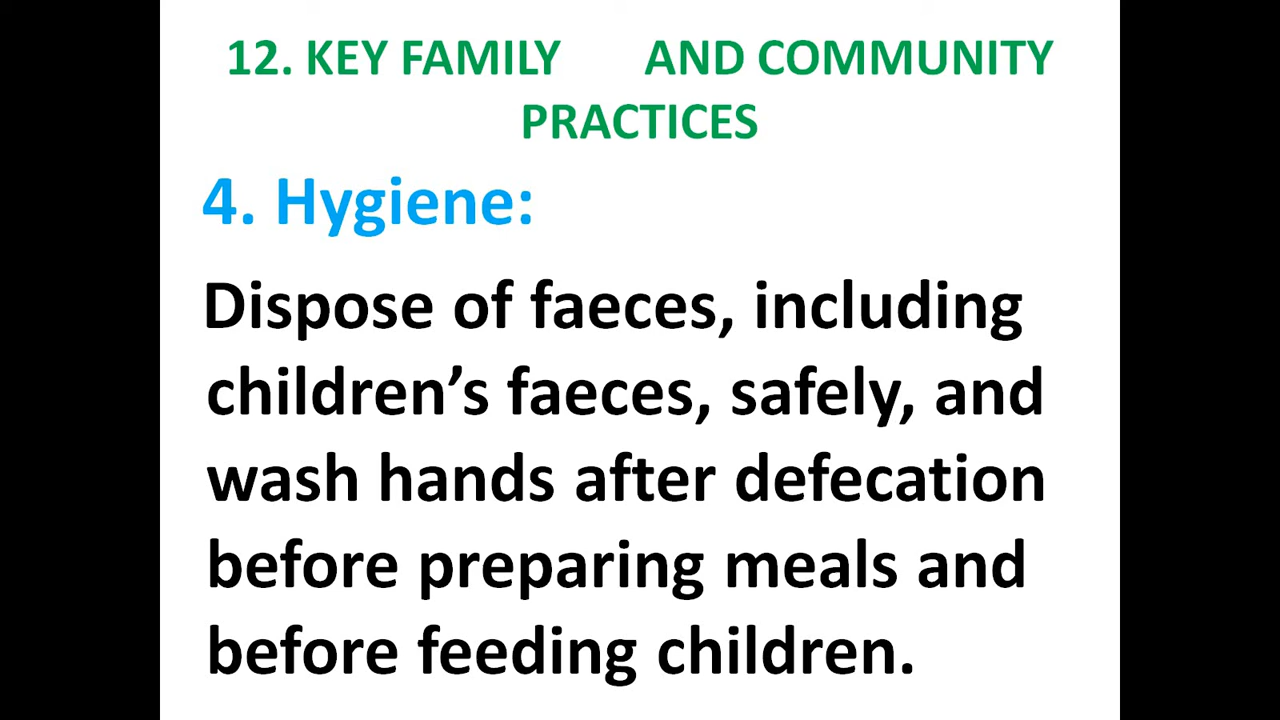 12. KEY FAMILY AND COMMUNITY
PRACTICES
4. Hygiene:
Dispose of faeces, including
children’s faeces, safely, and
wash hands after defecation
before preparing meals and
before feeding children.